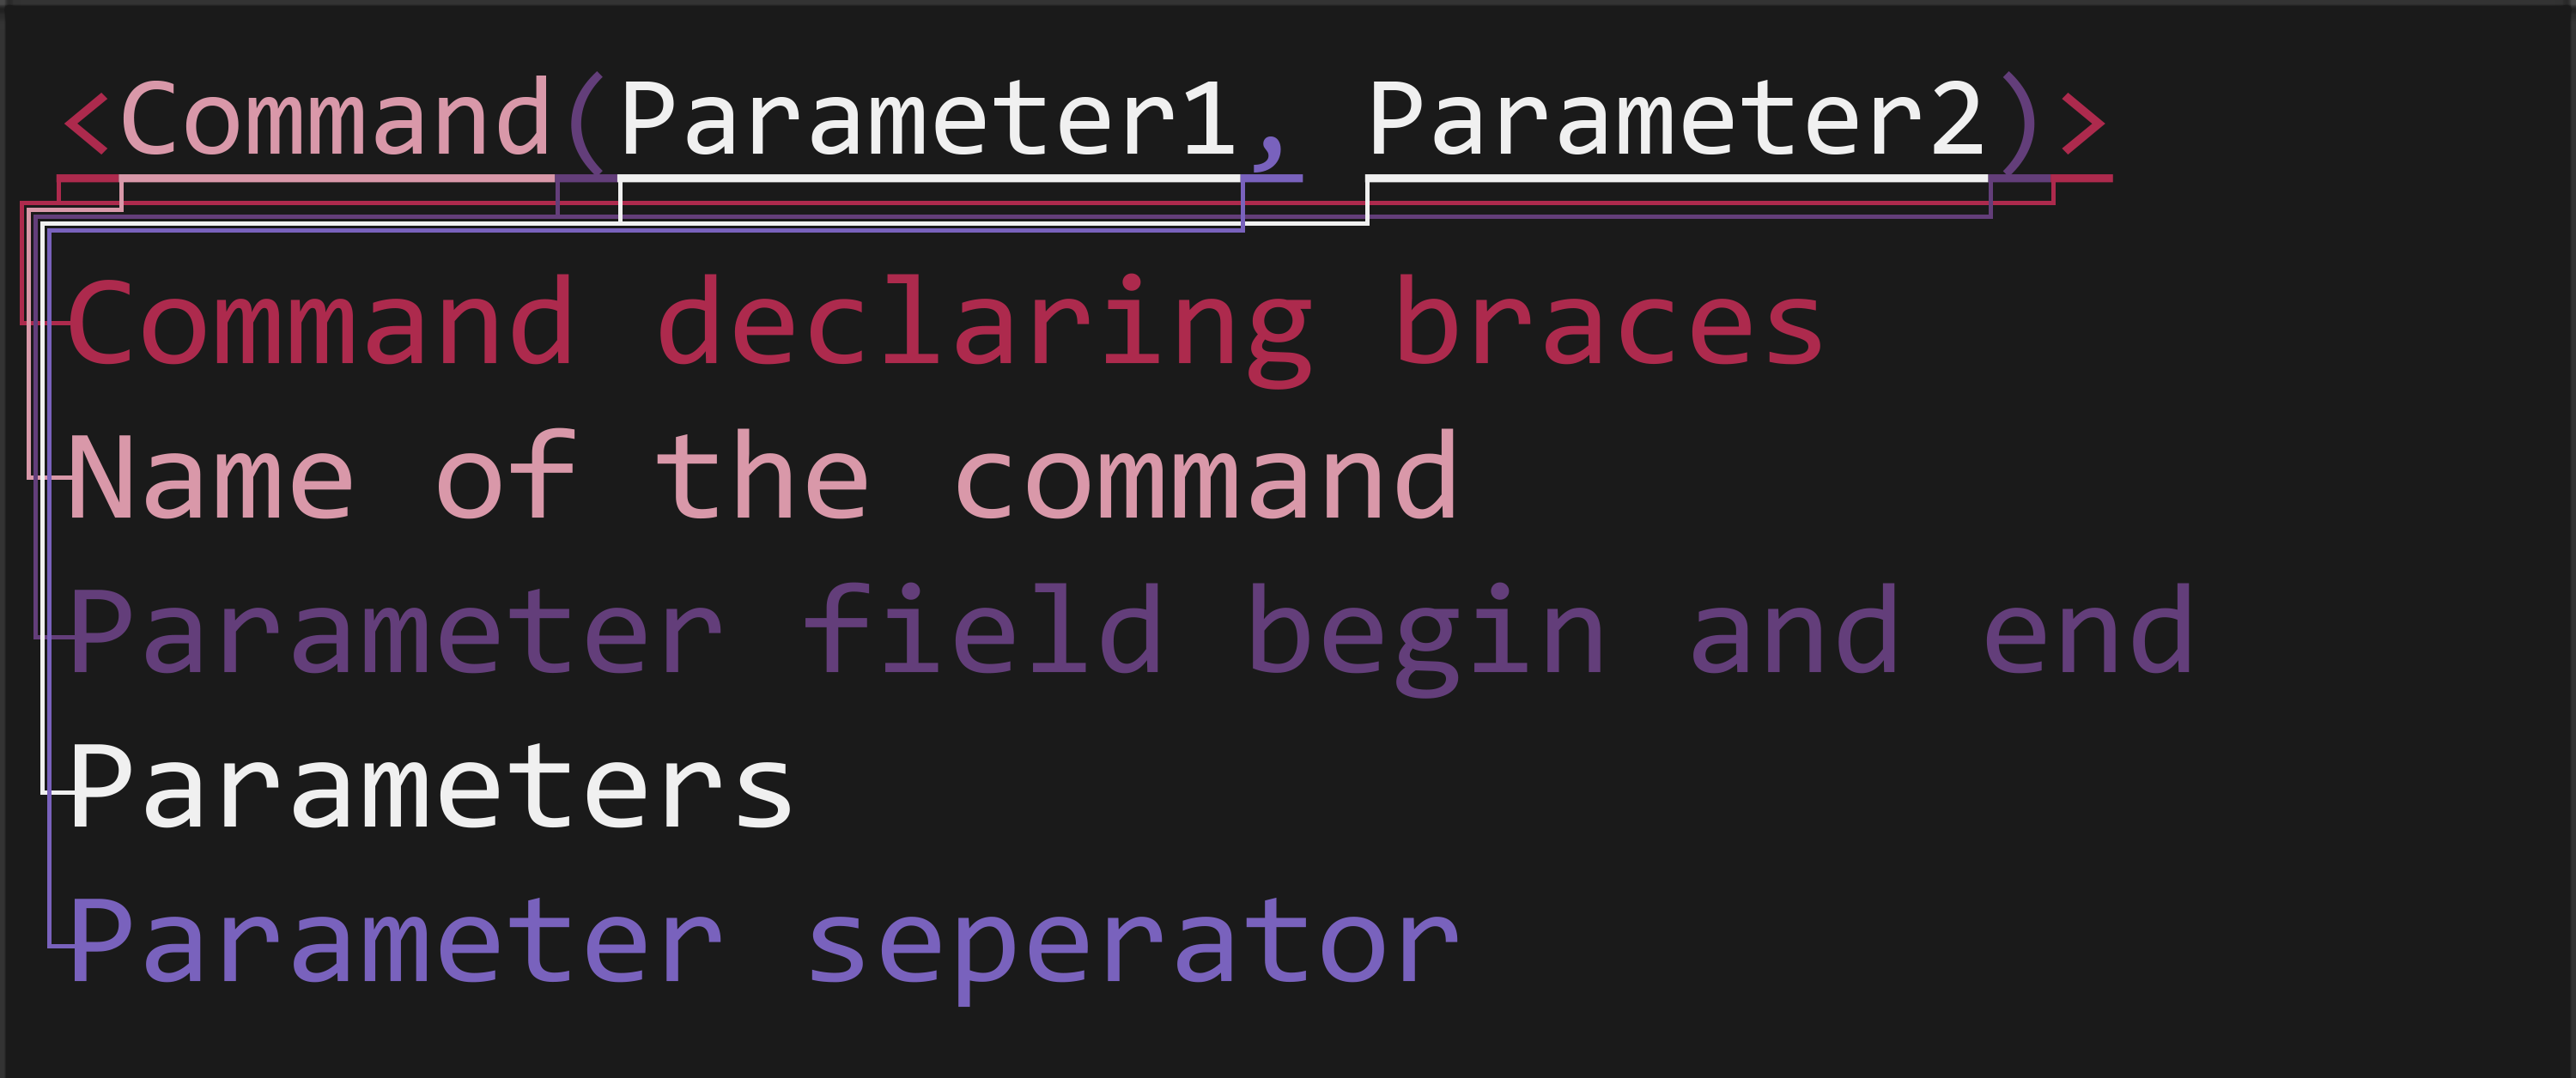 <Command(Parameter1, Parameter2)>
Command declaring braces
Name of the command
Parameter field begin and end
Parameters
Parameter seperator